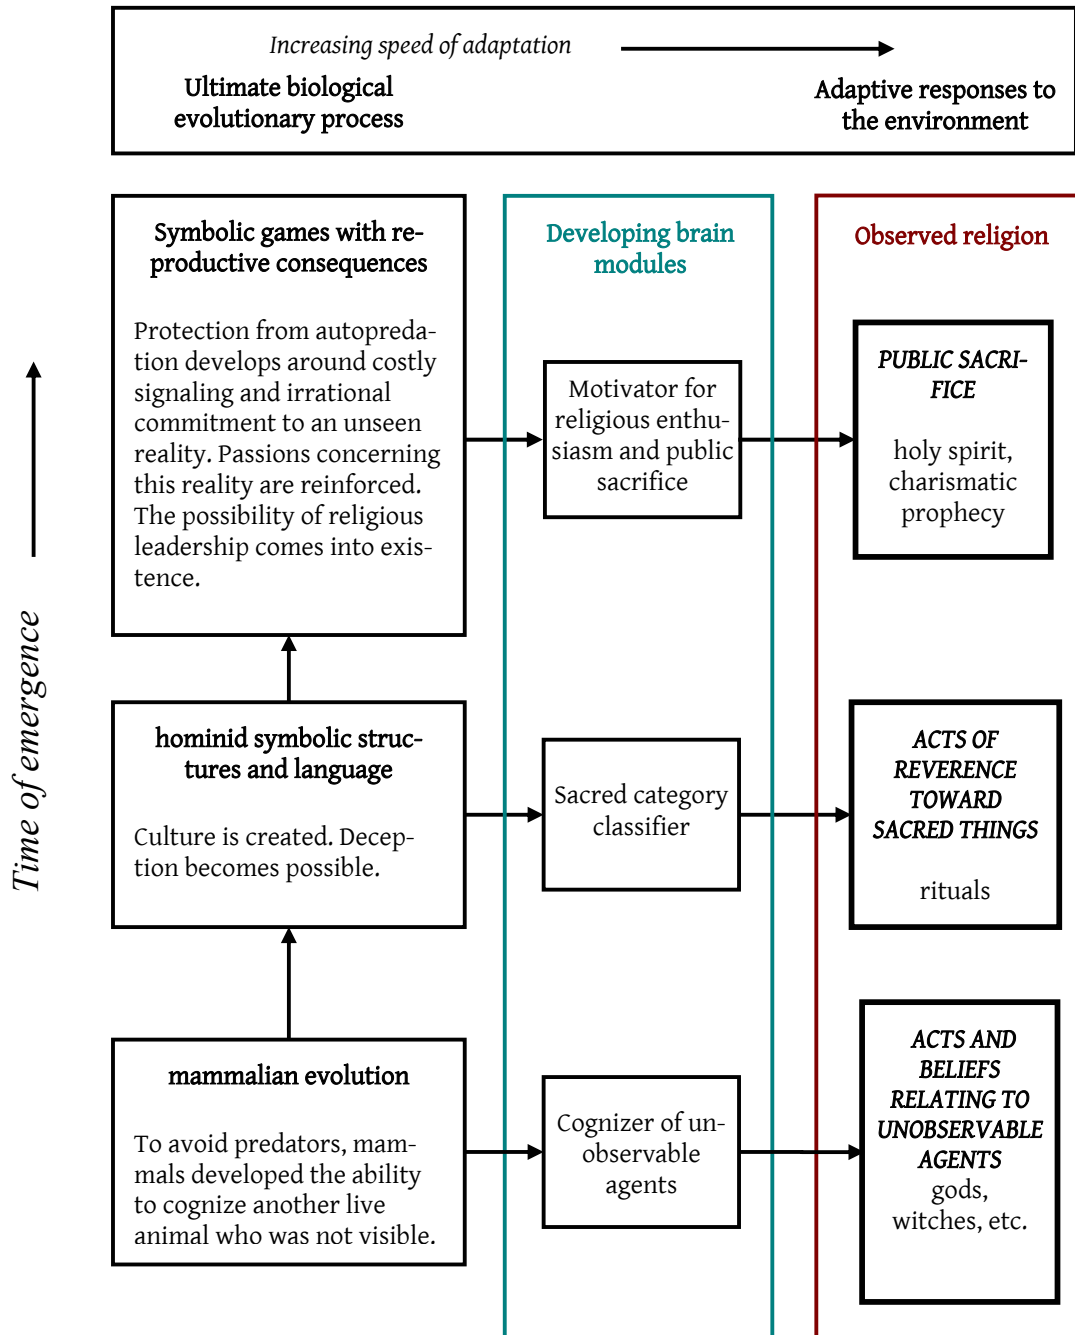 Increasing speed of adaptation
Ultimate biological
evolutionary process
Adaptive responses to
the environment
Time of emergence
Symbolic games with re-
productive consequences
Protection from autopreda-
tion develops around costly
signaling and irrational
commitment to an unseen
reality. Passions concerning
this reality are reinforced.
The possibility of religious
leadership comes into exis-
tence.
Developing brain
modules
Motivator for
religious enthu-
siasm and public
sacrifice
Observed religion
PUBLIC SACRI-
FICE
holy spirit,
charismatic
prophecy
hominid symbolic struc-
tures and language
Culture is created. Decep-
tion becomes possible.
Sacred category
classifier
ACTS OF
REVERENCE
TOWARD
SACRED THINGS
rituals
mammalian evolution
To avoid predators, mam-
mals developed the ability
to cognize another live
animal who was not visible.
Cognizer of un-
observable
agents
ACTS AND
BELIEFS
RELATING TO
UNOBSERVABLE
AGENTS
gods,
witches, etc.